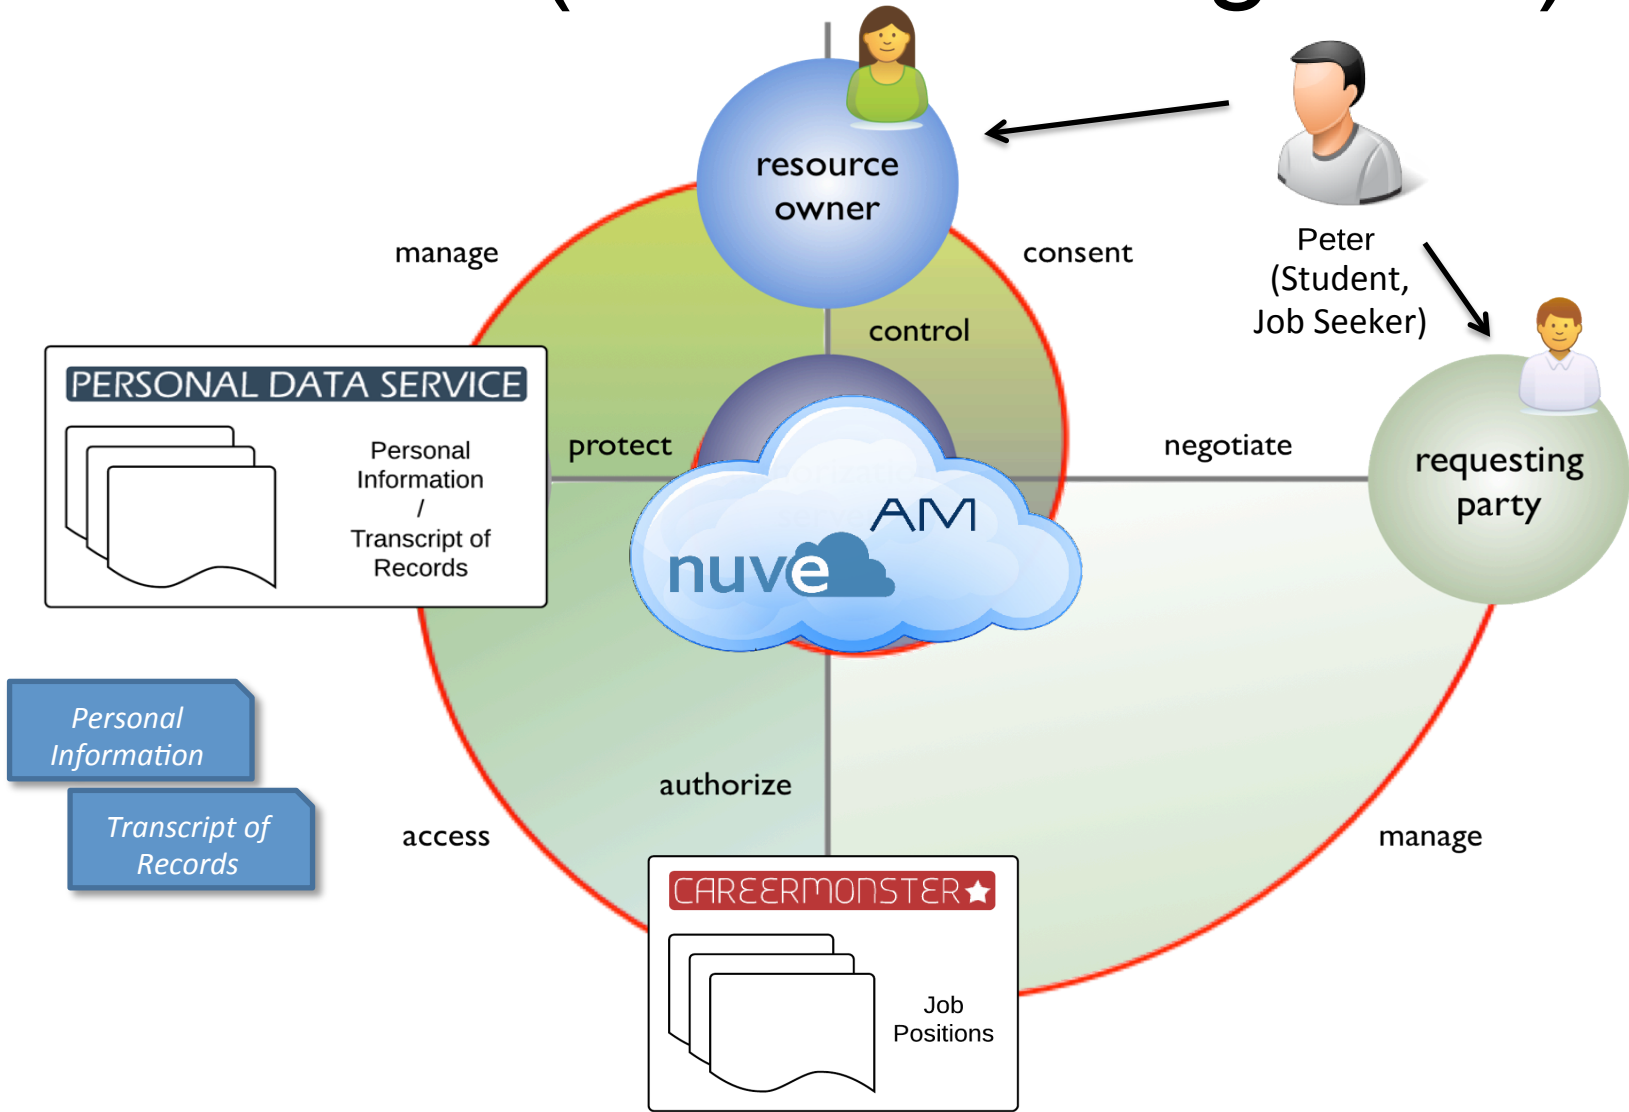 resource
owner
manage
consent
Peter
(Student,
Job Seeker)
control
PERSONAL DATA SERVICE
Personal
Information
/
Transcript of
Records
protect
negotiate
requesting
party
AM
nuve
Personal
Information
Transcript of
Records
authorize
access
manage
CAREERMONSTER
Job
Positions